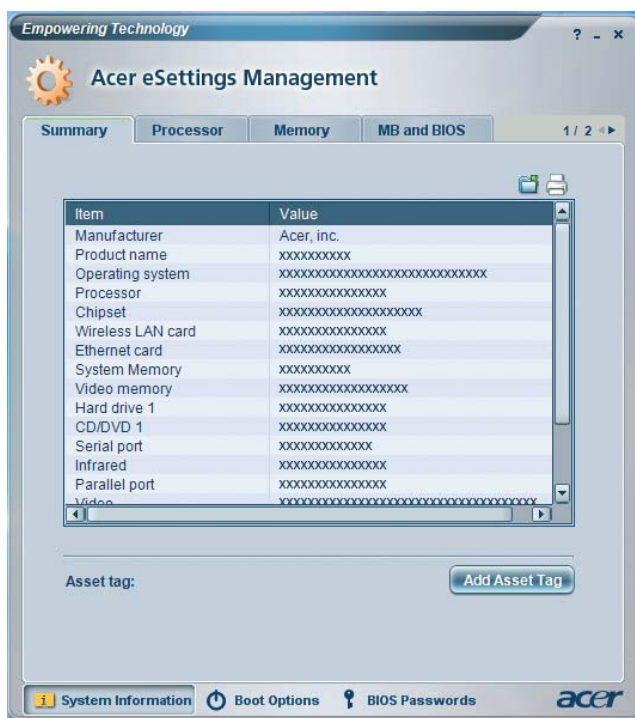 Empowering Technology
? - x
Acer eSettings Management
Summary Processor Memory MB and BIOS 1 / 2
Item Value
Manufacturer Acer, inc.
Product name xxxxxxxxxx
Operating system xxxxxxxxxxxxxxxxxxxxxxxxxxxxx
Processor xxxxxxxxxxxxxxx
Chipset xxxxxxxxxxxxxxxxxxxx
Wireless LAN card xxxxxxxxxxxxxxx
Ethernet card xxxxxxxxxxxxxxxxx
System Memory xxxxxxxxxx
Video memory xxxxxxxxxxxxxxxxxx
Hard drive 1 xxxxxxxxxxxxxxx
CD/DVD 1 xxxxxxxxxxxxxxx
Serial port xxxxxxxxxxxxx
Infrared xxxxxxxxxxxxxxx
Parallel port xxxxxxxxxxxxxxx
Video xxxxxxxxxxxxxxxxxxxxxxxxxxxxxxxxxxxx
Asset tag: Add Asset Tag
System Information Boot Options BIOS Passwords acer